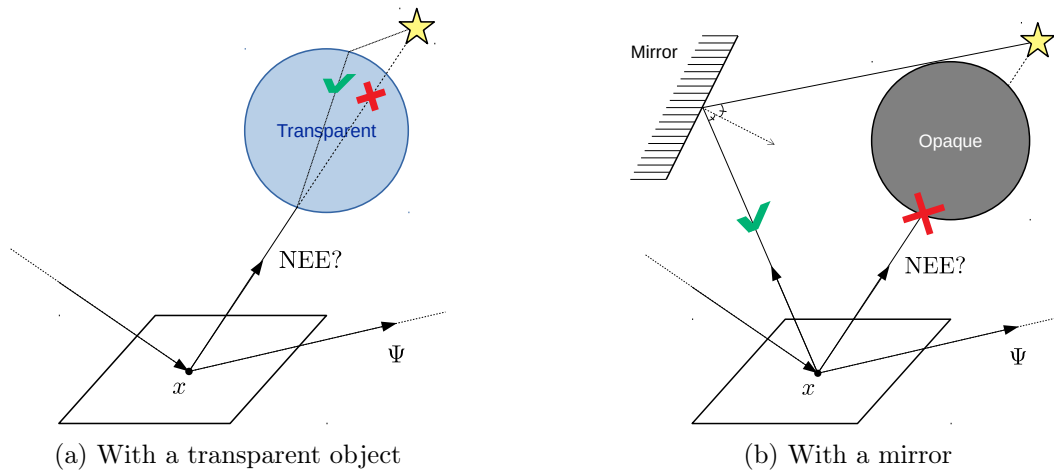 Transparent
NEE?
x
Ψ
(a) With a transparent object
Mirror
Opaque
NEE?
x
Ψ
(b) With a mirror